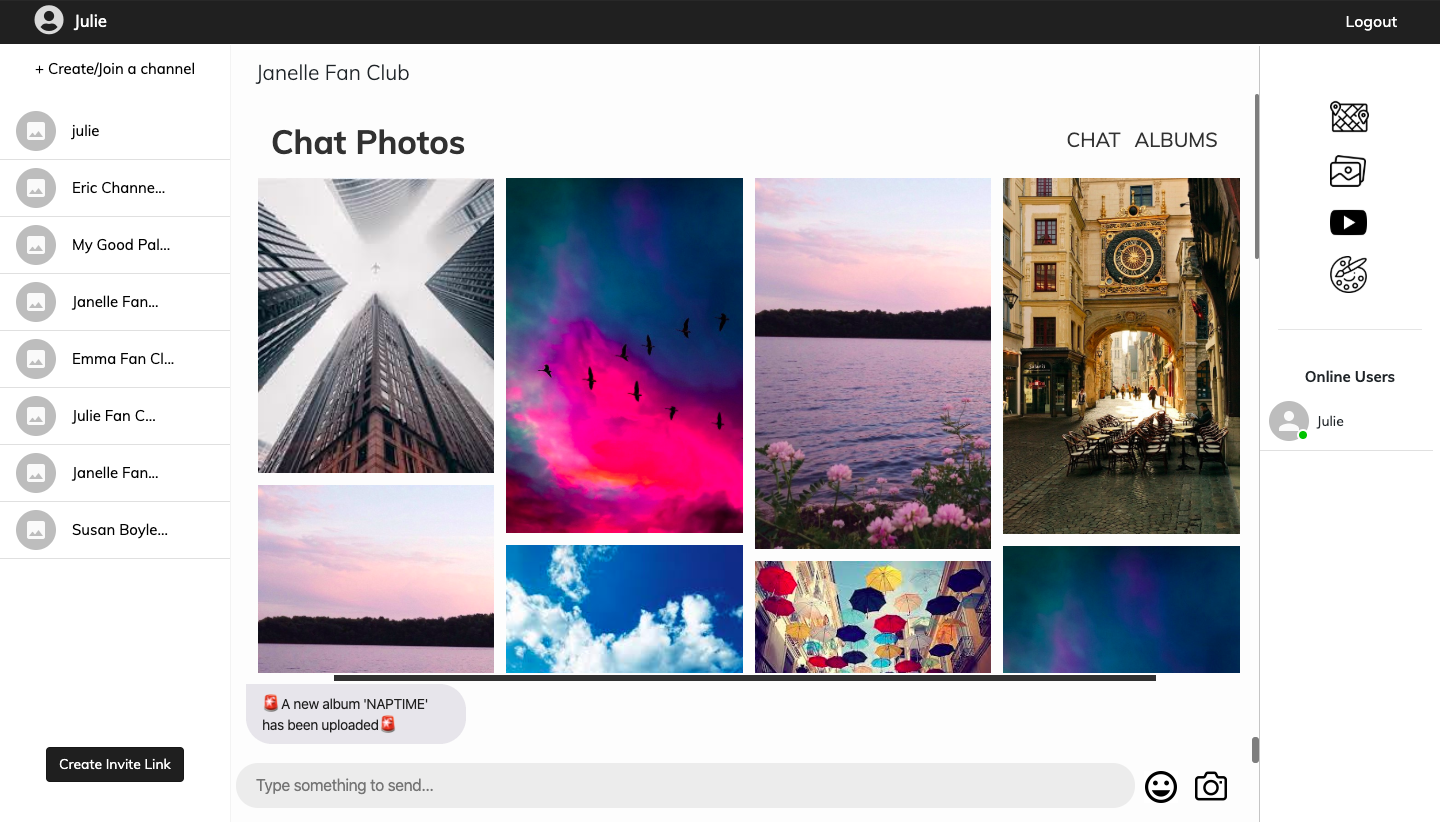 Julie
Logout
+ Create/Join a channel
julie
Eric Channe...
My Good Pal...
Janelle Fan...
Emma Fan Cl...
Julie Fan C...
Janelle Fan...
Susan Boyle...
Create Invite Link
Janelle Fan Club
Chat Photos
CHAT ALBUMS
🚨A new album 'NAPTIME'
has been uploaded🚨
Type something to send...
Online Users
Julie